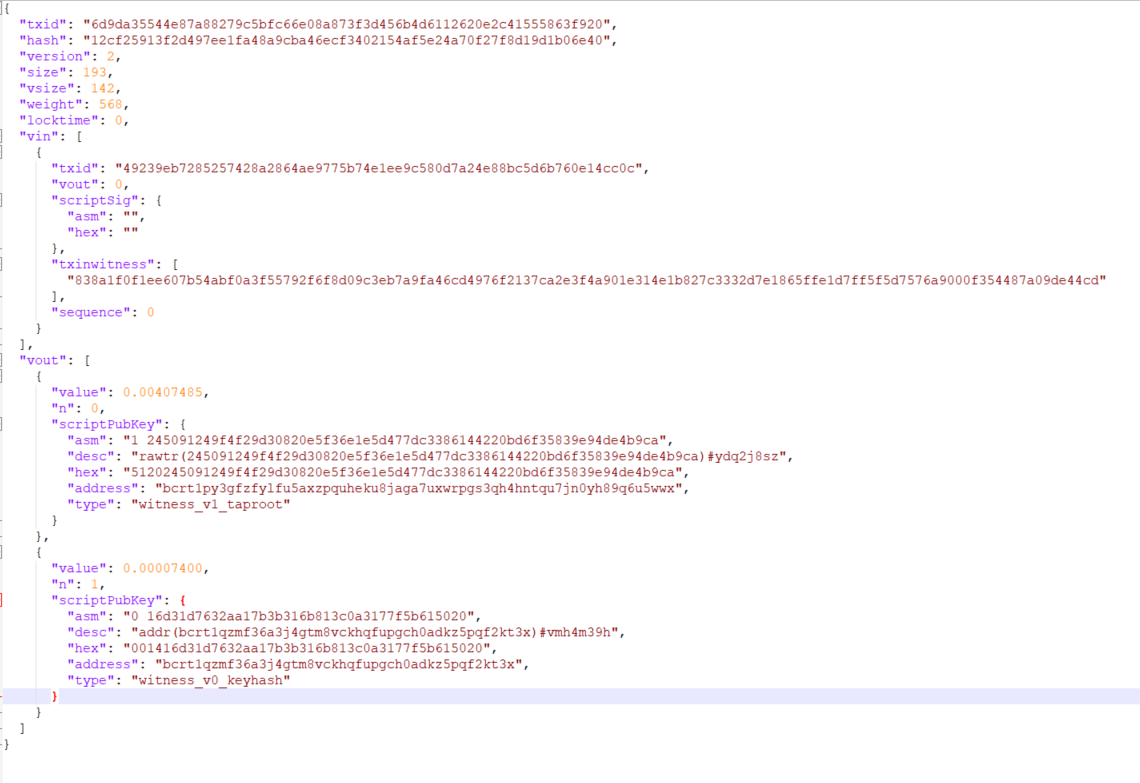 {
"txid": "6d9da35544e87a88279c5bfc66e08a873f3d456b4d6112620e2c41555863f920",
"hash": "12cf25913f2d497ee1fa48a9cba46ecf3402154af5e24a70f27f8d19d1b06e40",
"version": 2,
"size": 193,
"vsize": 142,
"weight": 568,
"locktime": 0,
"vin": [
{
"txid": "49239eb7285257428a2864ae9775b74e1ee9c580d7a24e88bc5d6b760e14cc0c",
"vout": 0,
"scriptSig": {
"asm": "",
"hex": ""
},
"txinwitness": [
"838a1f0f1ee607b54abf0a3f55792f6f8d09c3eb7a9fa46cd4976f2137ca2e3f4a901e314e1b827c3332d7e1865ffe1d7ff5f5d7576a9000f354487a09de44cd"
],
"sequence": 0
}
],
"vout": [
{
"value": 0.00407485,
"n": 0,
"scriptPubKey": {
"asm": "1 245091249f4f29d30820e5f36e1e5d477dc3386144220bd6f35839e94de4b9ca",
"desc": "rawtr(245091249f4f29d30820e5f36e1e5d477dc3386144220bd6f35839e94de4b9ca)#ydq2j8sz",
"hex": "5120245091249f4f29d30820e5f36e1e5d477dc3386144220bd6f35839e94de4b9ca",
"address": "bcrt1py3gfzfylfu5axzpquheku8jaga7uxwrpgs3qh4hntqu7jn0yh89q6u5wwx",
"type": "witness_v1_taproot"
}
},
{
"value": 0.00007400,
"n": 1,
"scriptPubKey": {
"asm": "0 16d31d7632aa17b3b316b813c0a3177f5b615020",
"desc": "addr(bcrt1qzmf36a3j4gtm8vckhqfupgch0adkz5pqf2kt3x)#vmh4m39h",
"hex": "001416d31d7632aa17b3b316b813c0a3177f5b615020",
"address": "bcrt1qzmf36a3j4gtm8vckhqfupgch0adkz5pqf2kt3x",
"type": "witness_v0_keyhash"
}
}
]
}